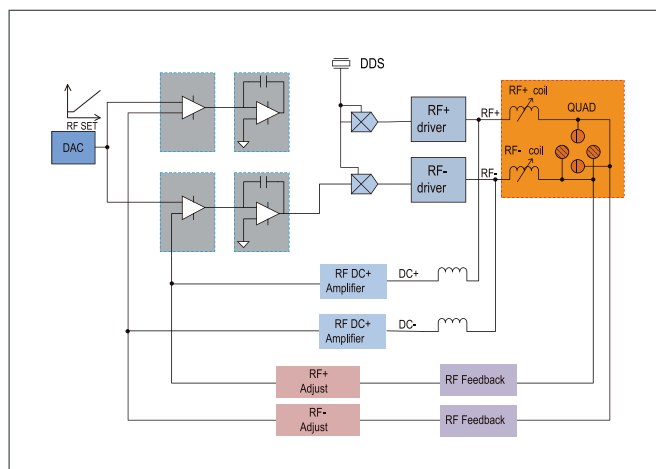 DDS
RF SET
DAC
RF+
driver
RF+
RF+ coil
QUAD
RF-
driver
RF-
RF- coil
RF DC+
Amplifier
DC+
RF DC+
Amplifier
DC-
RF+
Adjust
RF Feedback
RF-
Adjust
RF Feedback